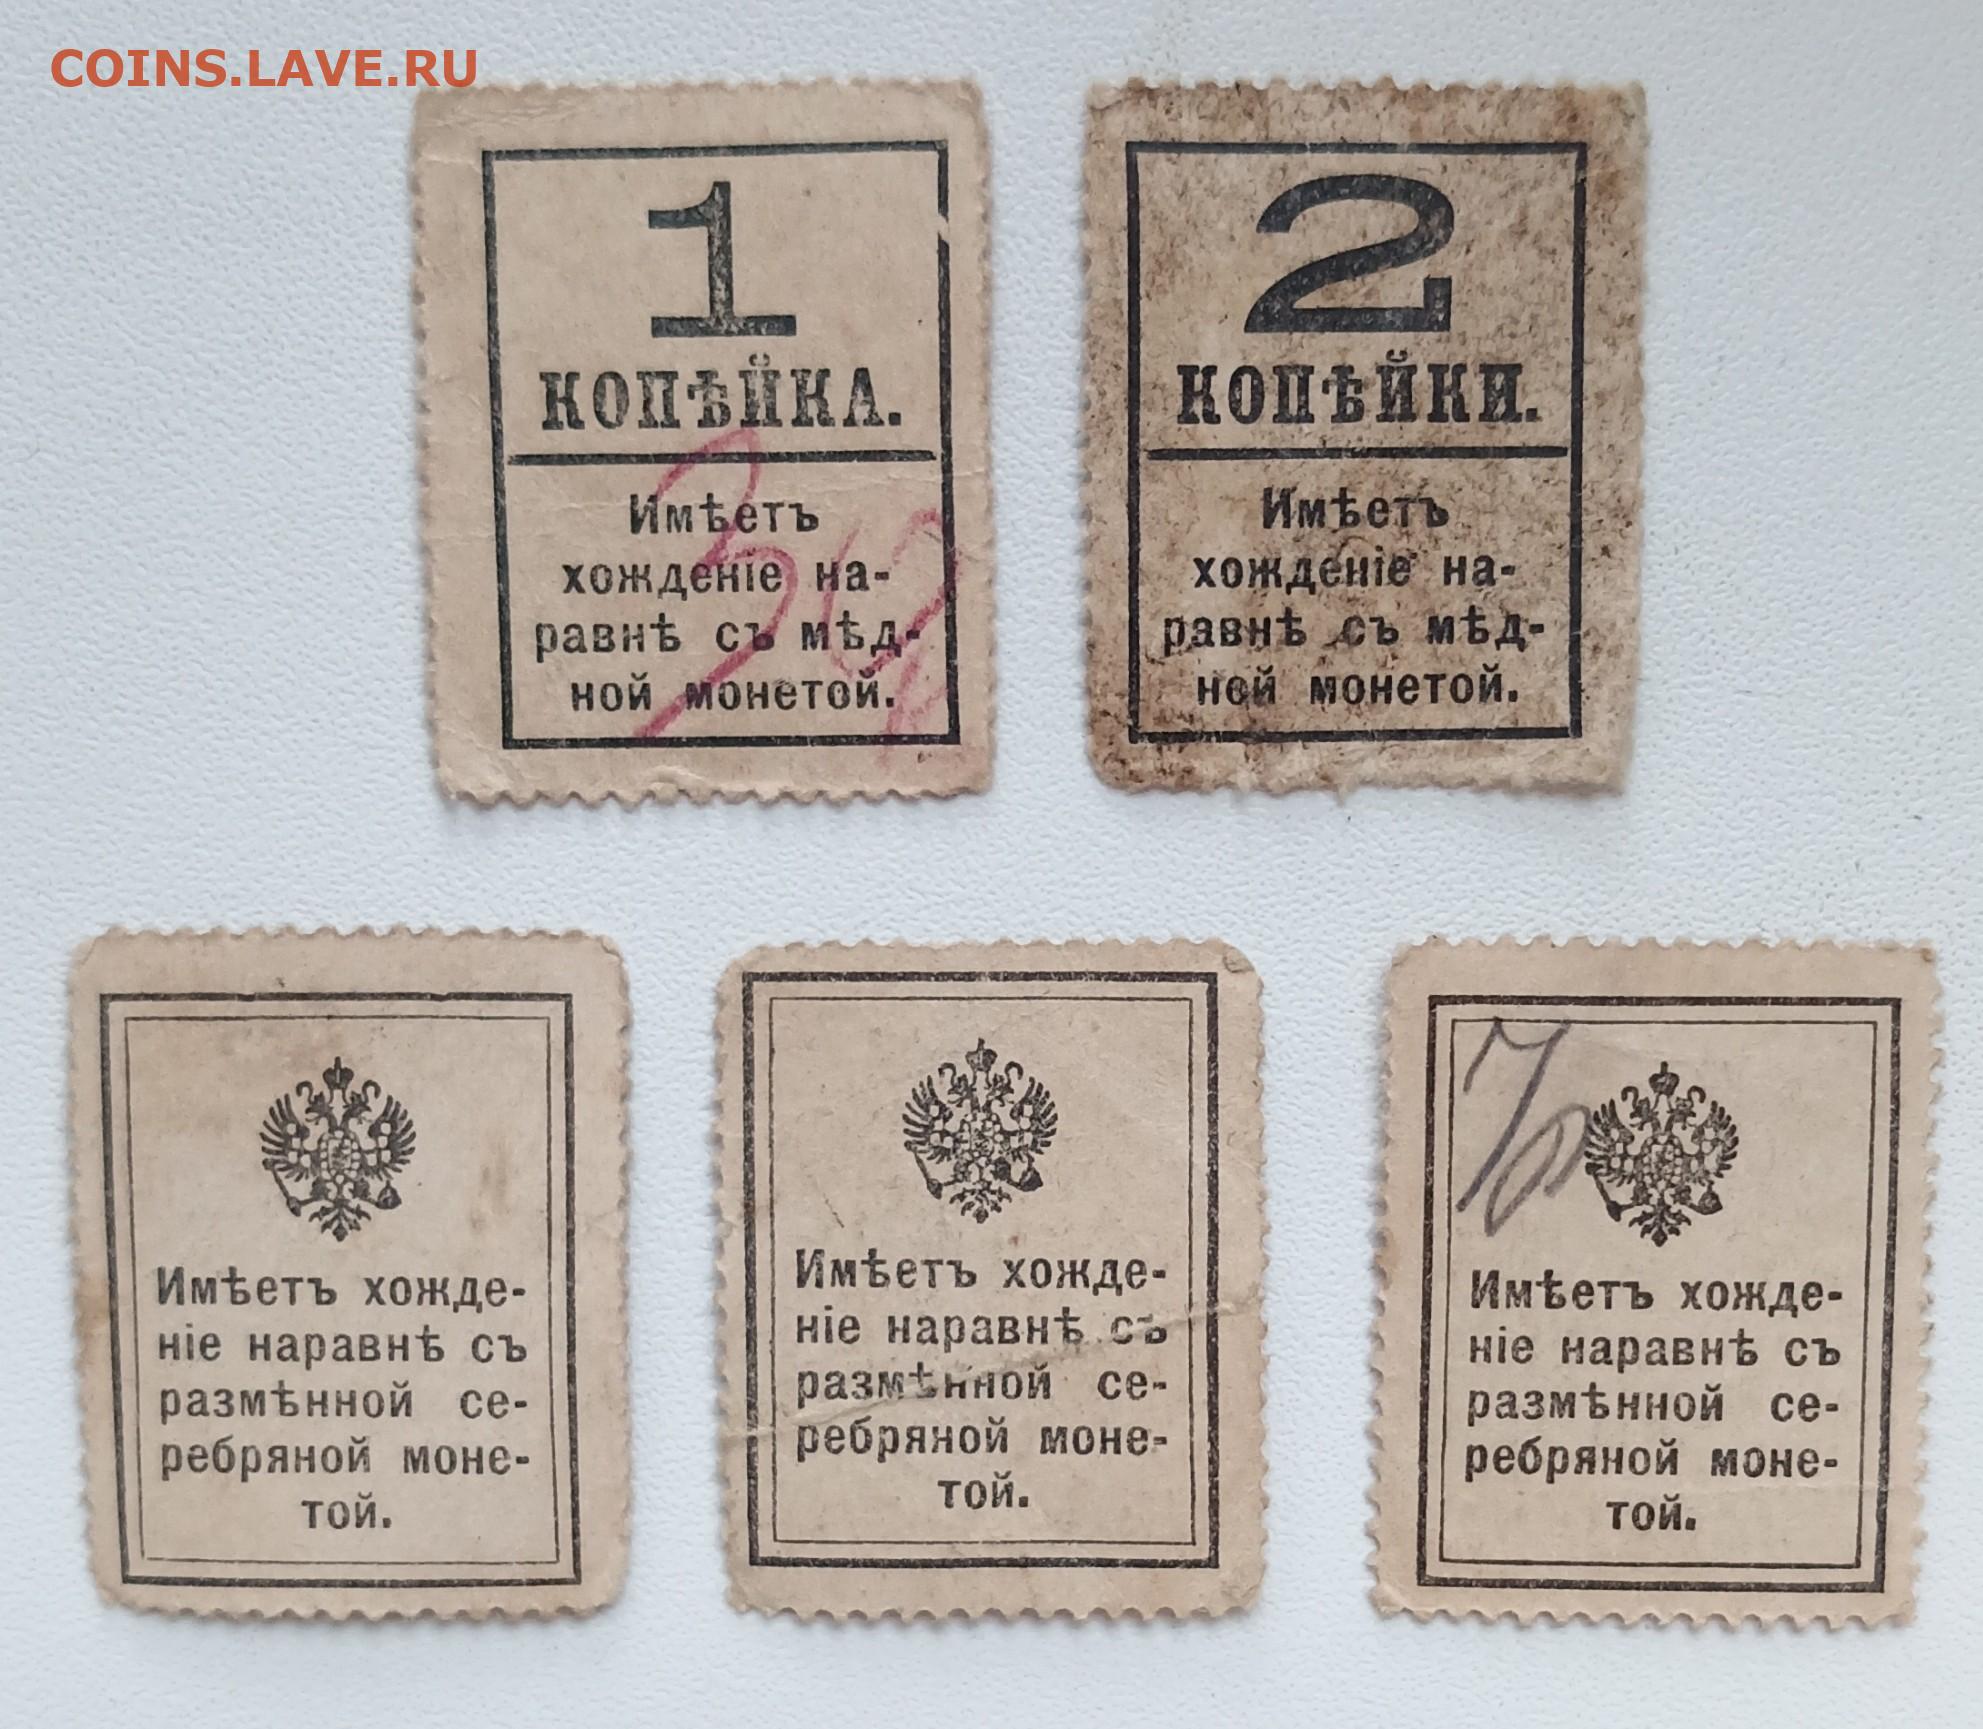 COINS.LAVE.RU
1
КОПѢЙКА.
Имѣетъ
хожденіе на-
равнѣ съ мѣд-
ной монетой.
2
КОПѢЙКИ.
Имѣетъ
хожденіе на-
равнѣ съ мѣд-
ной монетой.
Имѣетъ хожде-
ніе наравнѣ съ
размѣнной се-
ребряной моне-
той.
Имѣетъ хожде-
ніе наравнѣ съ
размѣнной се-
ребряной моне-
той.
Имѣетъ хожде-
ніе наравнѣ съ
размѣнной се-
ребряной моне-
той.